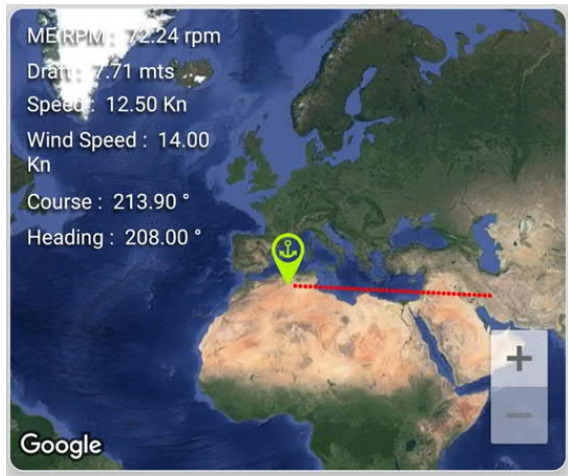 ME RPM : 72.24 rpm
Draft : 7.71 mts
Speed : 12.50 Kn
Wind Speed : 14.00
Kn
Course : 213.90 °
Heading : 208.00 °
+
−
Google